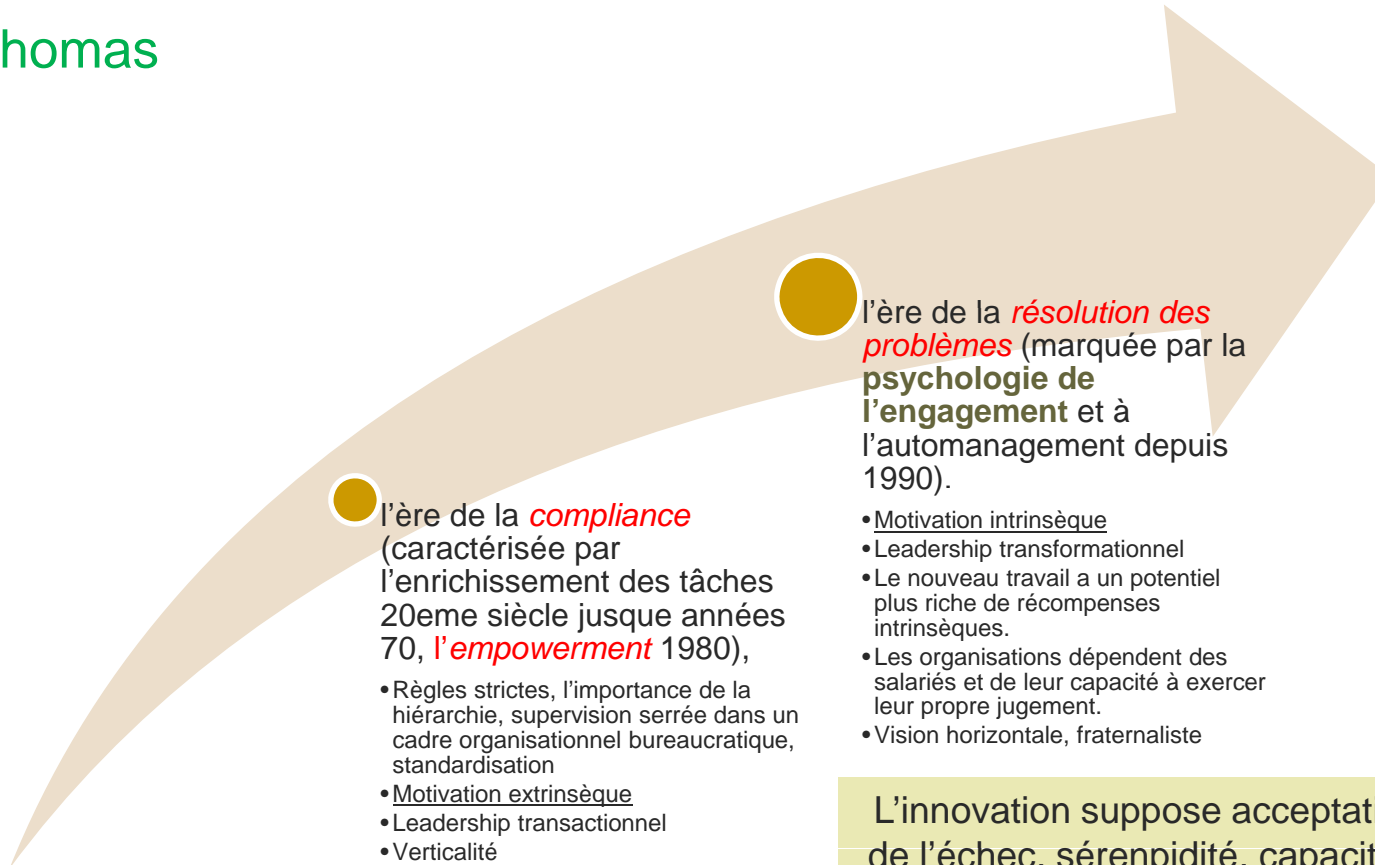 homas
l’ère de la résolution des
problèmes (marquée par la
psychologie de
l’engagement et à
l’automanagement depuis
1990).
•Motivation intrinsèque
•Leadership transformationnel
•Le nouveau travail a un potentiel
plus riche de récompenses
intrinsèques.
•Les organisations dépendent des
salariés et de leur capacité à exercer
leur propre jugement.
•Vision horizontale, fraternaliste
l’ère de la compliance
(caractérisée par
l’enrichissement des tâches
20eme siècle jusque années
70, l’empowerment 1980),
•Règles strictes, l’importance de la
hiérarchie, supervision serrée dans un
cadre organisationnel bureaucratique,
standardisation
•Motivation extrinsèque
•Leadership transactionnel
•Verticalité
L’innovation suppose acceptati
de l’échec, sérenpidité, capacit